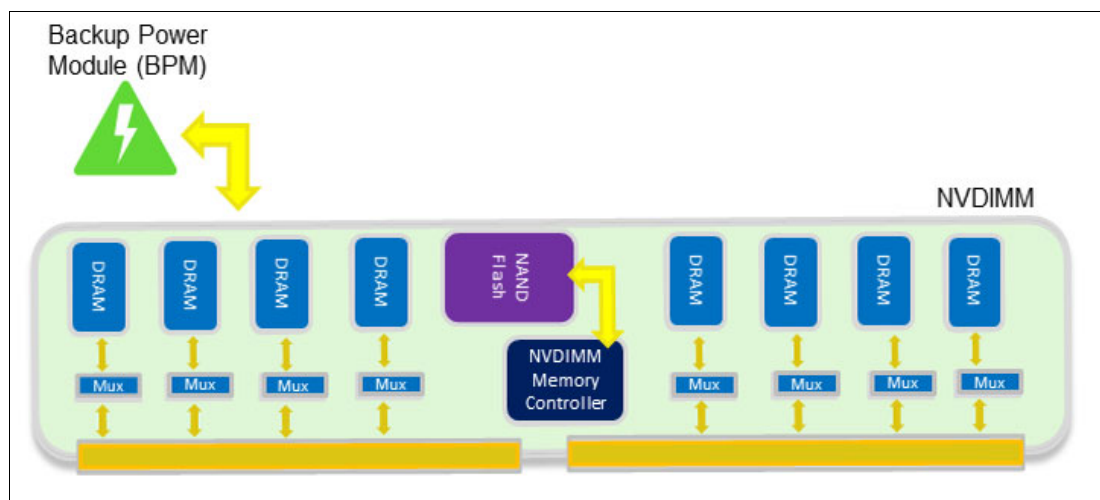 Backup Power
Module (BPM)
NVDIMM
DRAM
DRAM
DRAM
DRAM
NAND
Flash
DRAM
DRAM
DRAM
DRAM
NVDIMM
Memory
Controller
Mux
Mux
Mux
Mux
Mux
Mux
Mux
Mux